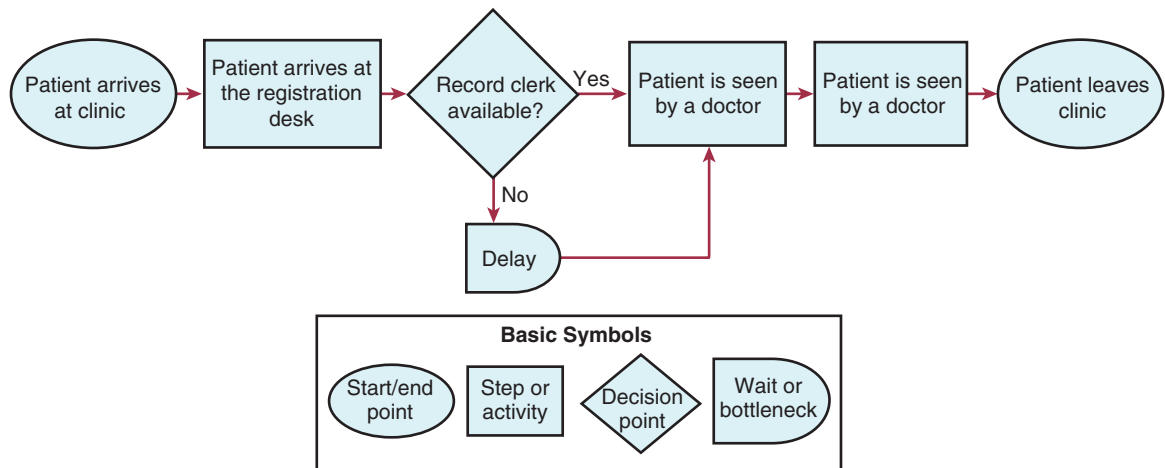 Patient arrives
at clinic
Patient arrives at
the registration
desk
Record clerk
available?
Yes
Patient is seen
by a doctor
Patient is seen
by a doctor
Patient leaves
clinic
No
Delay
Basic Symbols
Start/end
point
Step or
activity
Decision
point
Wait or
bottleneck